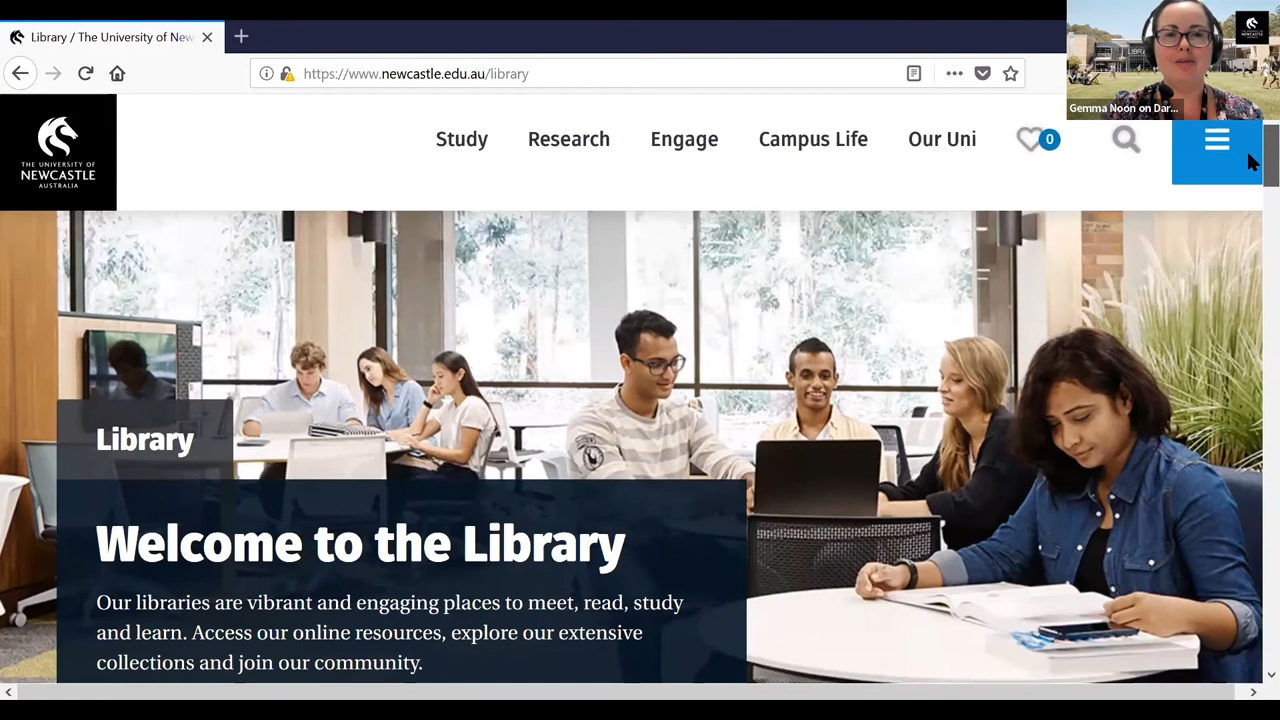 Library / The University of New
https://www.newcastle.edu.au/library
Gemma Noon on Dar...
THE UNIVERSITY OF
NEWCASTLE
AUSTRALIA
Study
Research
Engage
Campus Life
Our Uni
0
Library
Welcome to the Library
Our libraries are vibrant and engaging places to meet, read, study
and learn. Access our online resources, explore our extensive
collections and join our community.